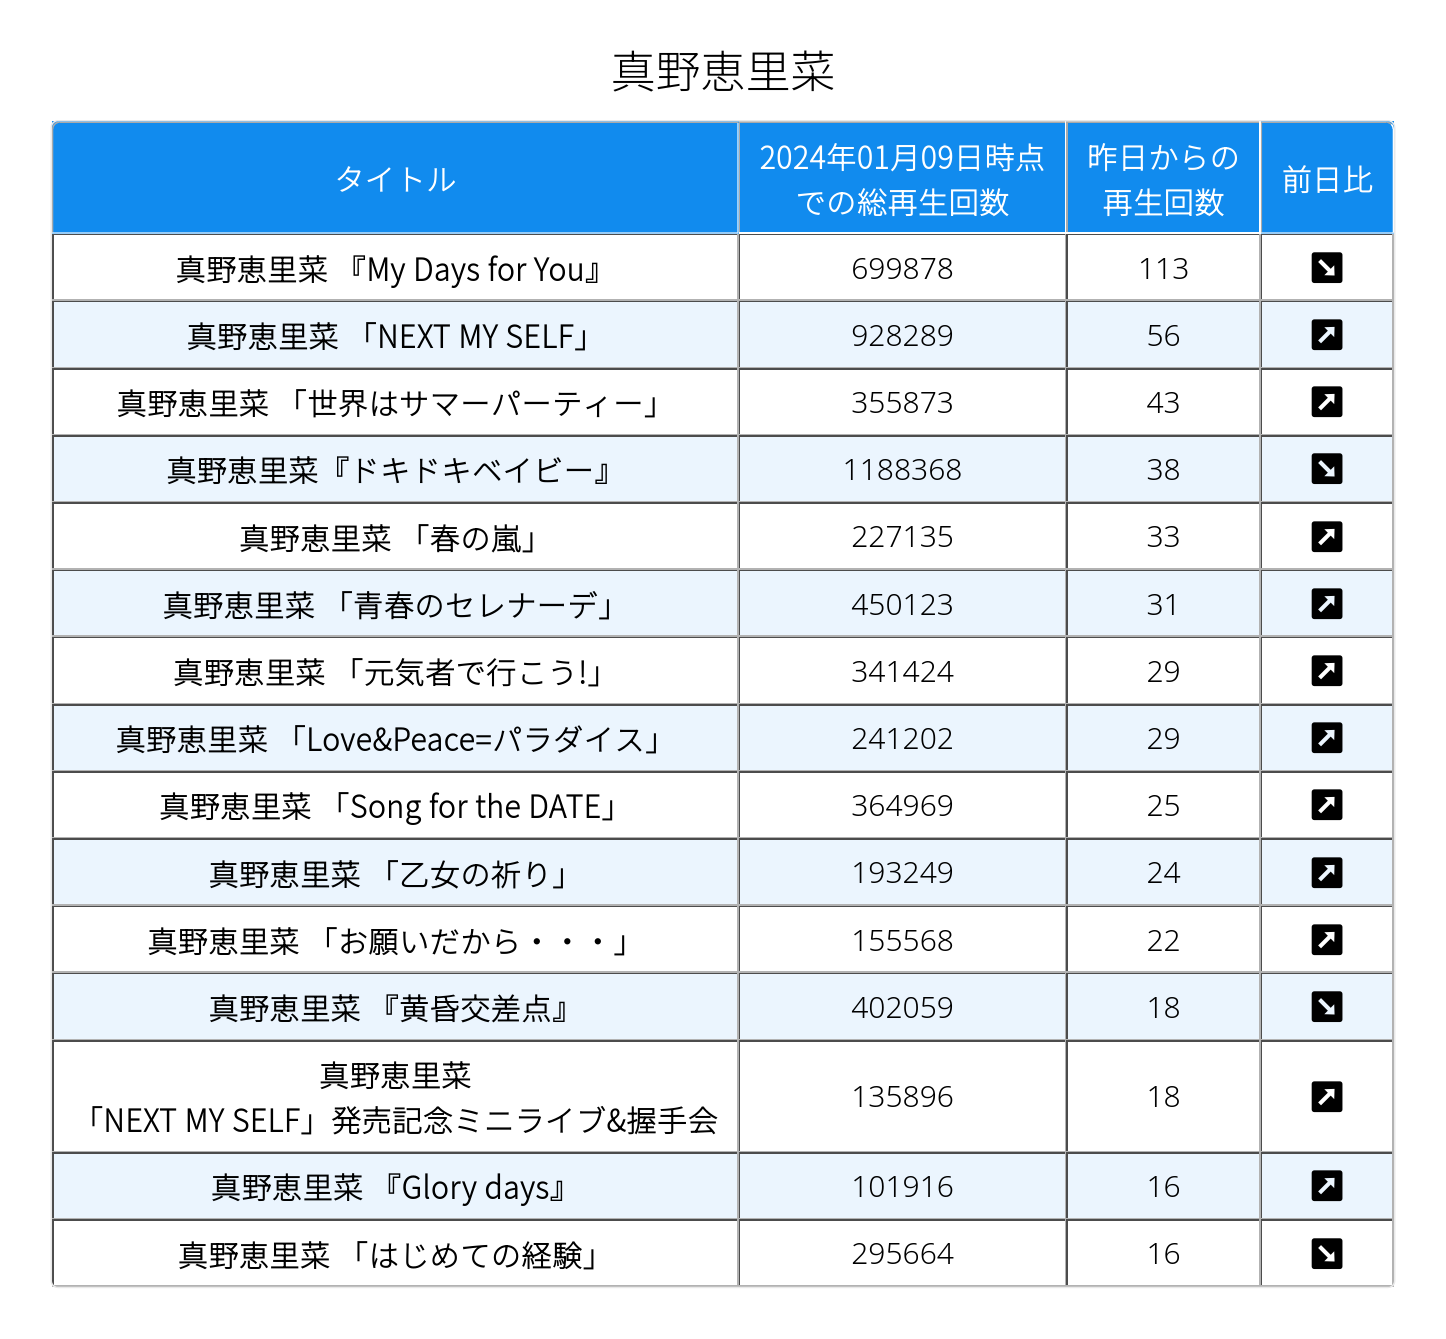 真野恵里菜
タイトル 2024年01月09日時点での総再生回数 昨日からの再生回数 前日比
真野恵里菜 『My Days for You』 699878 113 ↘
真野恵里菜 「NEXT MY SELF」 928289 56 ↗
真野恵里菜 「世界はサマーパーティー」 355873 43 ↗
真野恵里菜『ドキドキベイビー』 1188368 38 ↘
真野恵里菜 「春の嵐」 227135 33 ↗
真野恵里菜 「青春のセレナーデ」 450123 31 ↗
真野恵里菜 「元気者で行こう!」 341424 29 ↗
真野恵里菜 「Love&Peace=パラダイス」 241202 29 ↗
真野恵里菜 「Song for the DATE」 364969 25 ↗
真野恵里菜 「乙女の祈り」 193249 24 ↗
真野恵里菜 「お願いだから・・・」 155568 22 ↗
真野恵里菜 『黄昏交差点』 402059 18 ↘
真野恵里菜
「NEXT MY SELF」発売記念ミニライブ&握手会 135896 18 ↗
真野恵里菜 『Glory days』 101916 16 ↗
真野恵里菜 「はじめての経験」 295664 16 ↘